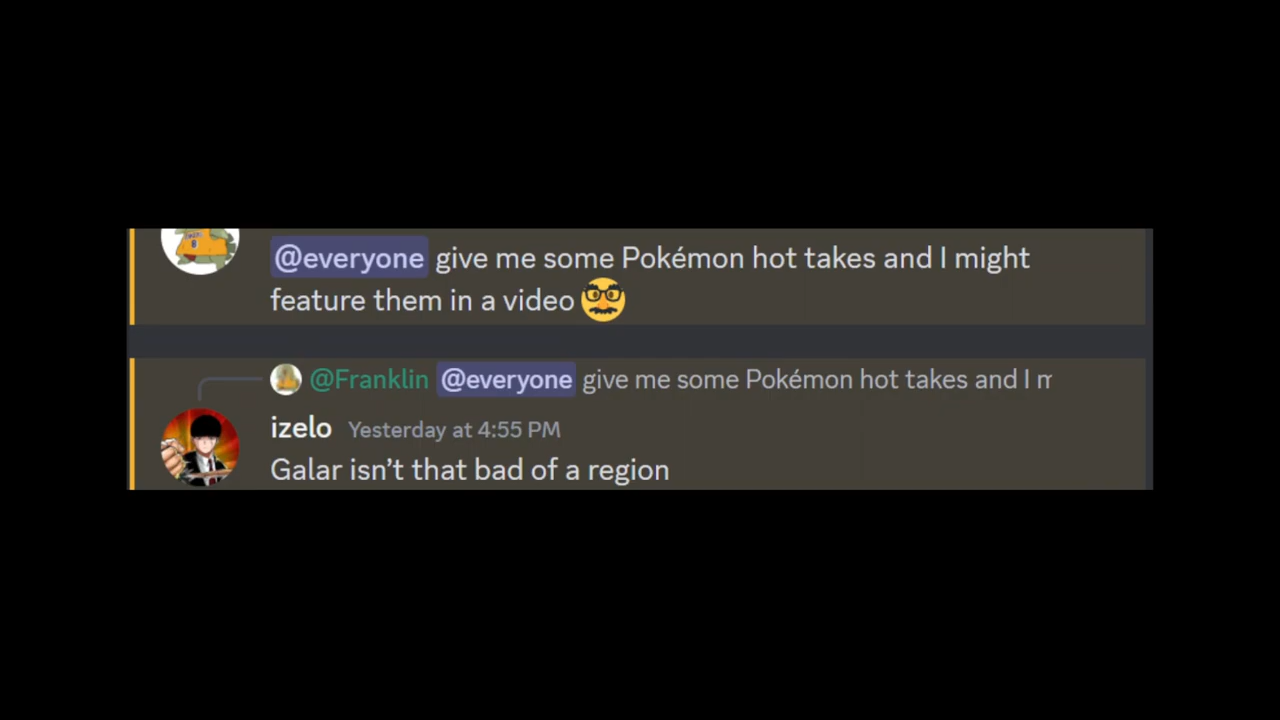 @everyone give me some Pokémon hot takes and I might
feature them in a video
@Franklin @everyone give me some Pokémon hot takes and I
izelo Yesterday at 4:55 PM
Galar isn't that bad of a region